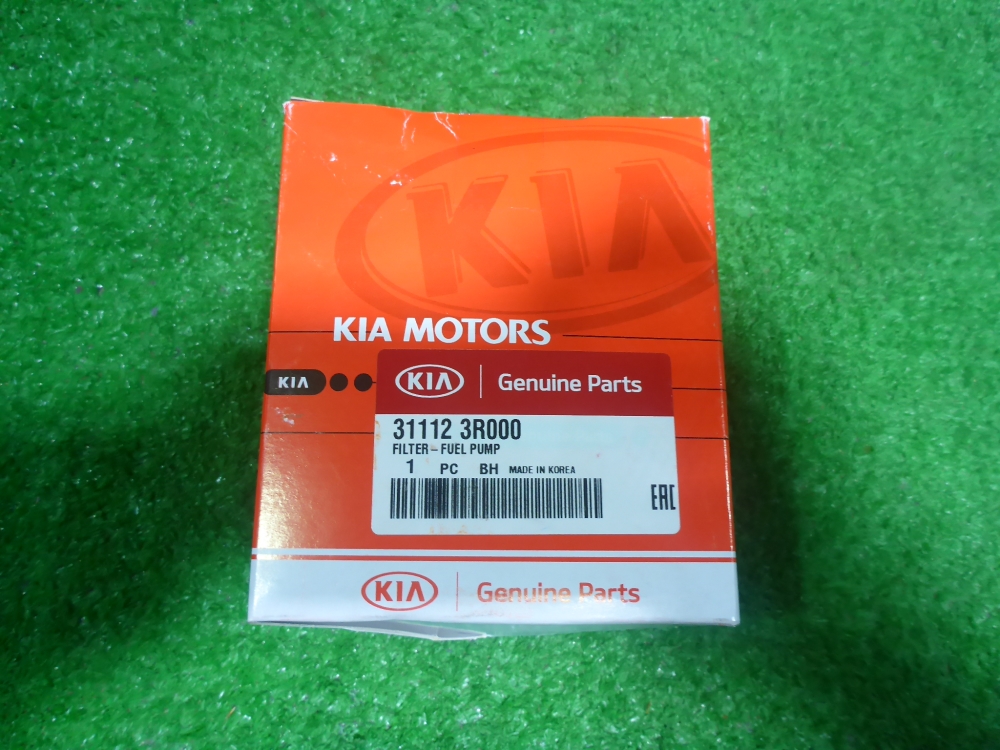 KIA
KIA MOTORS
KIA
KIA | Genuine Parts
31112 3R000
FILTER-FUEL PUMP
1 PC BH MADE IN KOREA
EAC
KIA | Genuine Parts